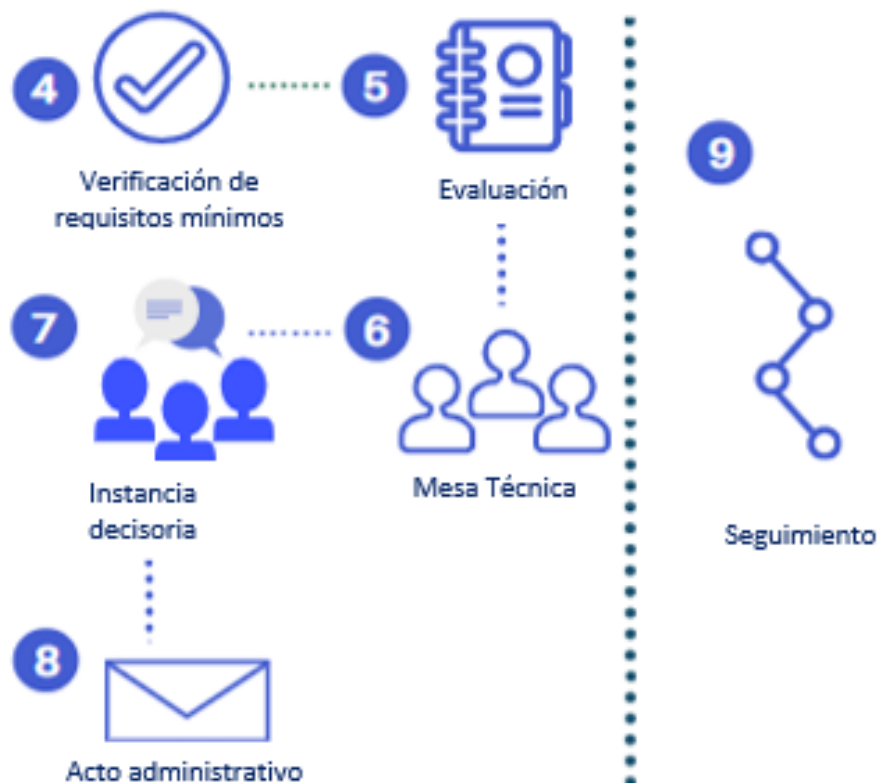 4
Verificación de
requisitos mínimos
5
Evaluación
6
Mesa Técnica
7
Instancia
decisoria
8
Acto administrativo
9
Seguimiento